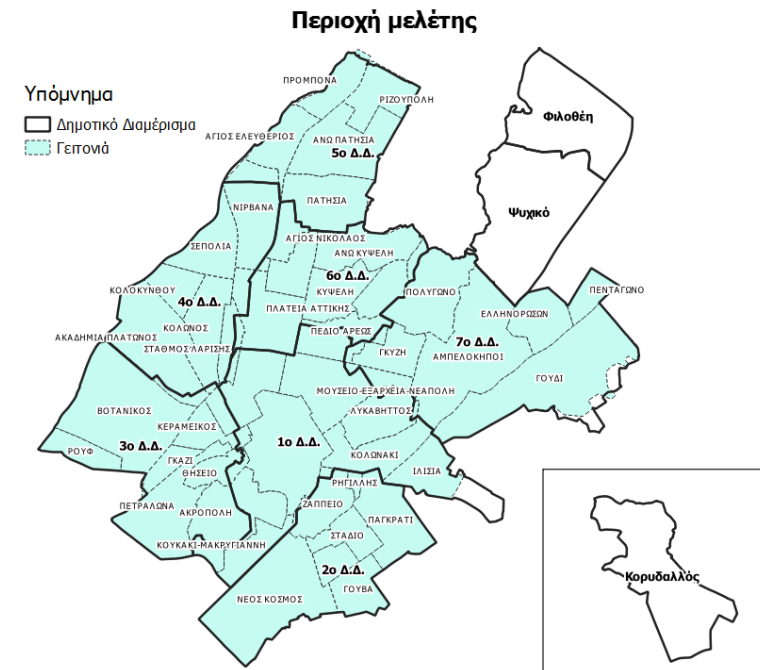 Περιοχή μελέτης
Υπόμνημα
Δημοτικό Διαμέρισμα
Γειτονιά
ΠΡΟΜΠΟΝΑ
ΡΙΖΟΥΠΟΛΗ
ΑΓΙΟΣ ΕΛΕΥΘΕΡΙΟΣ
ΑΝΩ ΠΑΤΗΣΙΑ
5ο Δ.Δ.
ΠΑΤΗΣΙΑ
Φιλοθέη
Ψυχικό
ΝΙΡΒΑΝΑ
ΣΕΠΟΛΙΑ
ΑΓΙΟΣ ΝΙΚΟΛΑΟΣ
ΑΝΩ ΚΥΨΕΛΗ
6ο Δ.Δ.
ΚΥΨΕΛΗ
ΠΛΑΤΕΙΑ ΑΤΤΙΚΗΣ
ΠΕΔΙΟ ΑΡΕΩΣ
ΚΟΛΟΚΥΝΘΟΥ
4ο Δ.Δ.
ΚΟΛΩΝΟΣ
ΑΚΑΔΗΜΙΑ ΠΛΑΤΩΝΟΣ
ΣΤΑΘΜΟΣ ΛΑΡΙΣΗΣ
ΠΟΛΥΓΩΝΟ
ΠΕΝΤΑΓΩΝΟ
ΕΛΛΗΝΟΡΩΣΩΝ
7ο Δ.Δ.
ΓΚΥΖΗ
ΑΜΠΕΛΟΚΗΠΟΙ
ΓΟΥΔΙ
ΜΟΥΣΕΙΟ-ΕΞΑΡΧΕΙΑ-ΝΕΑΠΟΛΗ
ΛΥΚΑΒΗΤΤΟΣ
ΒΟΤΑΝΙΚΟΣ
ΚΕΡΑΜΕΙΚΟΣ
3ο Δ.Δ.
ΡΟΥΦ
ΓΚΑΖΙ
ΘΗΣΕΙΟ
1ο Δ.Δ.
ΚΟΛΩΝΑΚΙ
ΙΛΙΣΙΑ
ΡΗΓΙΛΛΗΣ
ΖΑΠΠΕΙΟ
ΠΕΤΡΑΛΩΝΑ
ΑΚΡΟΠΟΛΗ
ΠΑΓΚΡΑΤΙ
ΣΤΑΔΙΟ
ΚΟΥΚΑΚΙ-ΜΑΚΡΥΓΙΑΝΝΗ
2ο Δ.Δ.
ΓΟΥΒΑ
ΝΕΟΣ ΚΟΣΜΟΣ
Κορυδαλλός